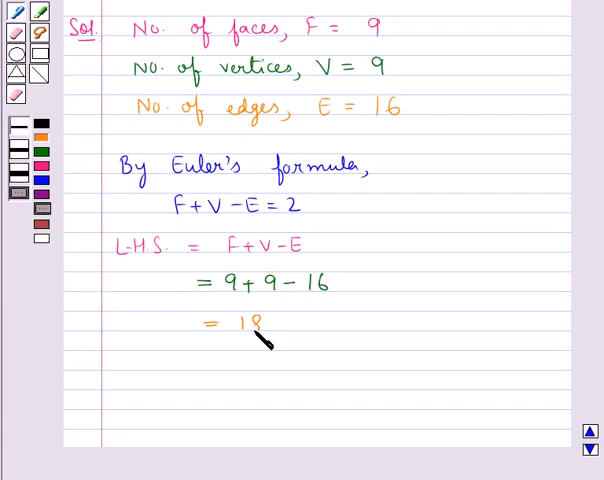 Sol. No. of faces, F = 9
No. of vertices, V = 9
No. of edges, E = 16
By Euler's formula,
F + V - E = 2
L.H.S. = F + V - E
= 9 + 9 - 16
= 18